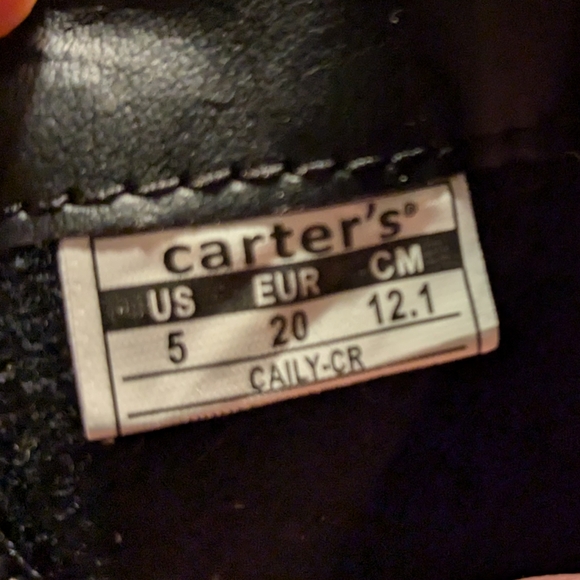 carter's®
US EUR CM
5 20 12.1
CAILY-CR